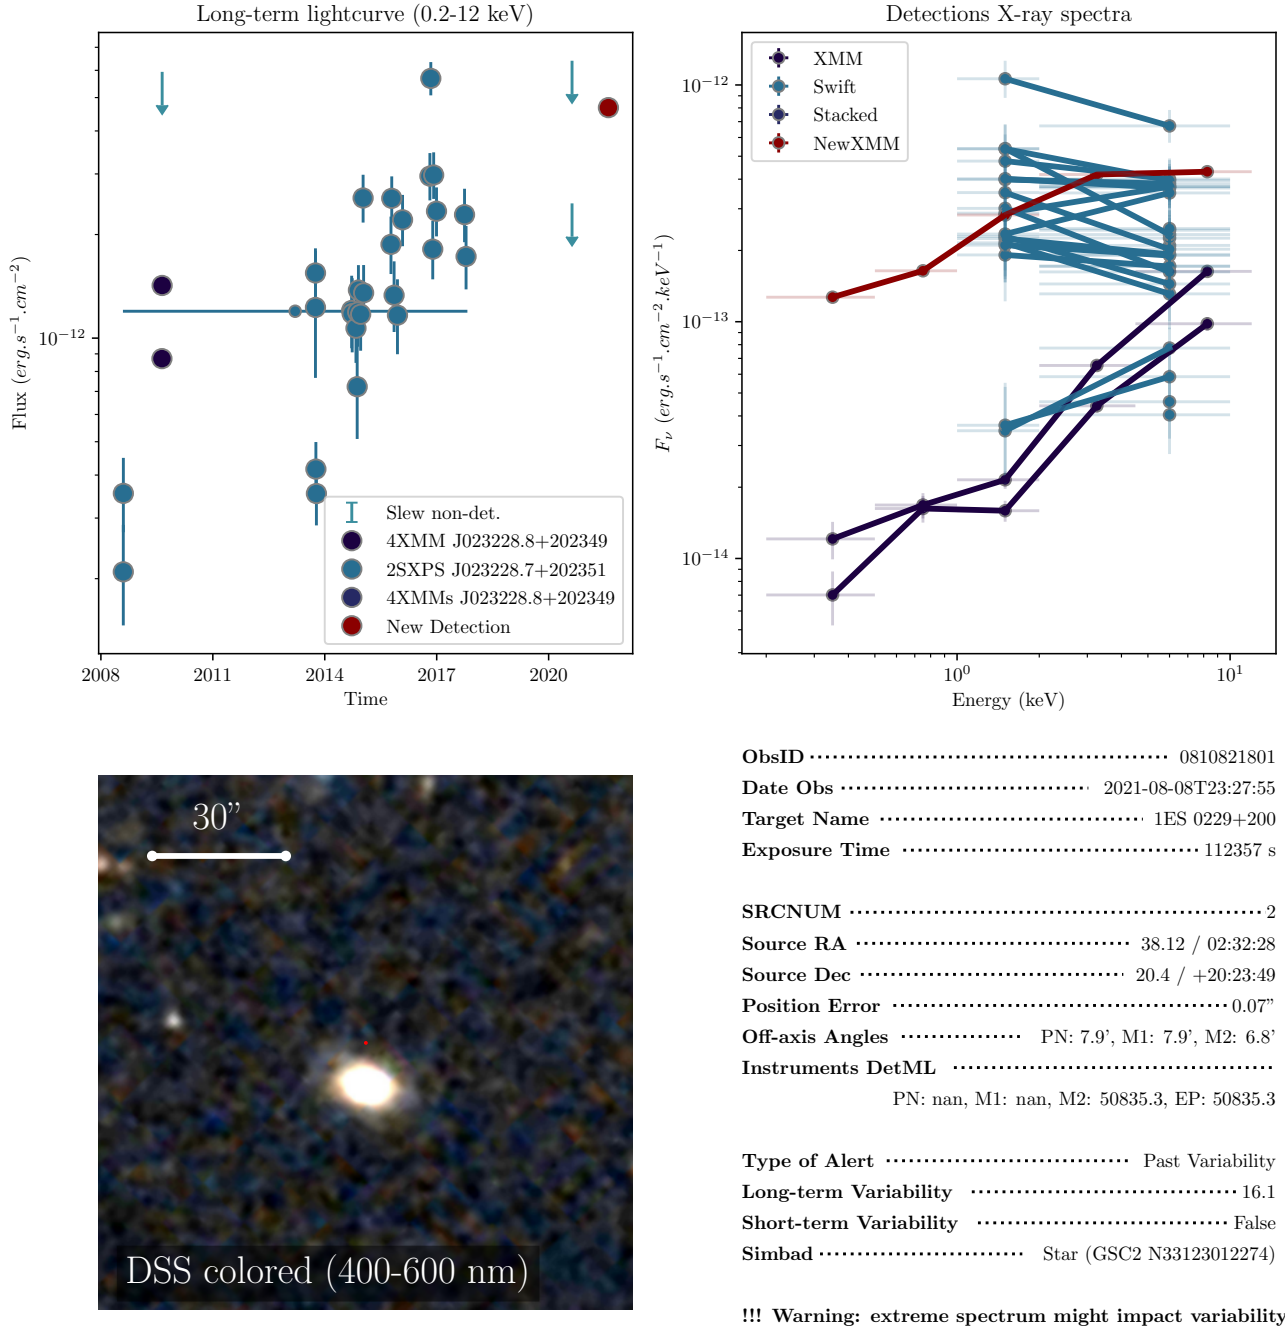 Long-term lightcurve (0.2-12 keV)
Flux (erg.s⁻¹.cm⁻²)
10⁻¹²
2008 2011 2014 2017 2020
Time
Slew non-det.
4XMM J023228.8+202349
2SXPS J023228.7+202351
4XMMs J023228.8+202349
New Detection
Detections X-ray spectra
XMM
Swift
Stacked
NewXMM
Fν (erg.s⁻¹.cm⁻².keV⁻¹)
10⁻¹²
10⁻¹³
10⁻¹⁴
10⁰ 10¹
Energy (keV)
30”
DSS colored (400-600 nm)
ObsID 0810821801
Date Obs 2021-08-08T23:27:55
Target Name 1ES 0229+200
Exposure Time 112357 s
SRCNUM 2
Source RA 38.12 / 02:32:28
Source Dec 20.4 / +20:23:49
Position Error 0.07”
Off-axis Angles PN: 7.9’, M1: 7.9’, M2: 6.8’
Instruments DetML
PN: nan, M1: nan, M2: 50835.3, EP: 50835.3
Type of Alert Past Variability
Long-term Variability 16.1
Short-term Variability False
Simbad Star (GSC2 N33123012274)
!!! Warning: extreme spectrum might impact variability